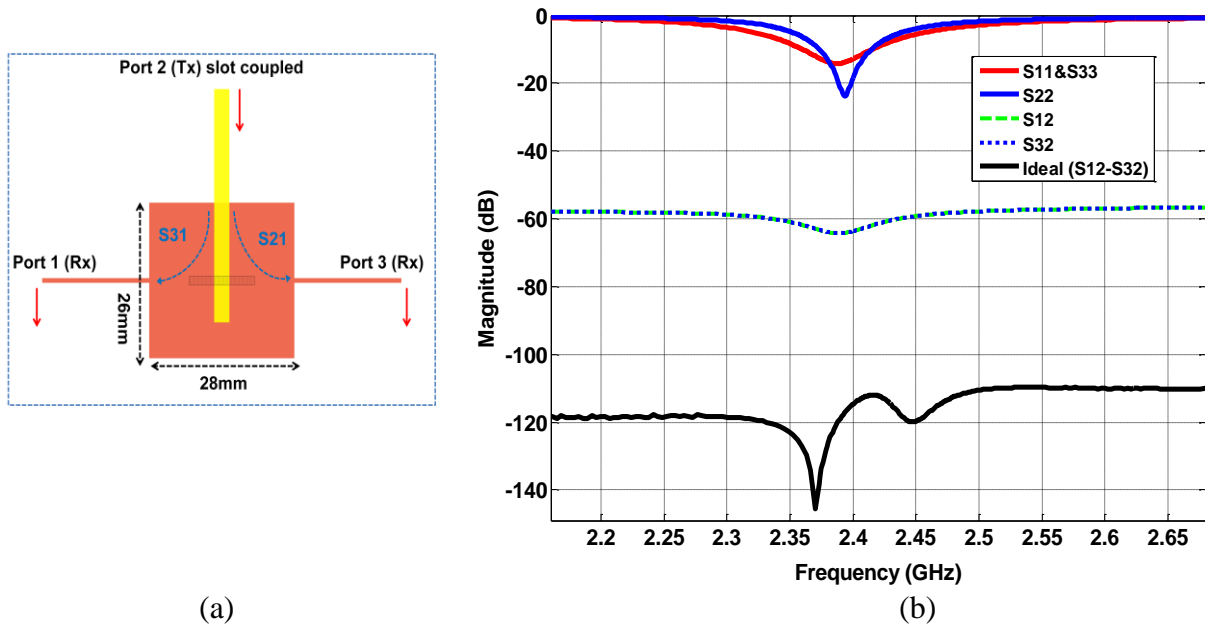 Port 2 (Tx) slot coupled
S31
S21
Port 1 (Rx)
Port 3 (Rx)
26mm
28mm
(a)
0
-20
-40
-60
-80
-100
-120
-140
Magnitude (dB)
S11&S33
S22
S12
S32
Ideal (S12-S32)
2.2
2.25
2.3
2.35
2.4
2.45
2.5
2.55
2.6
2.65
Frequency (GHz)
(b)